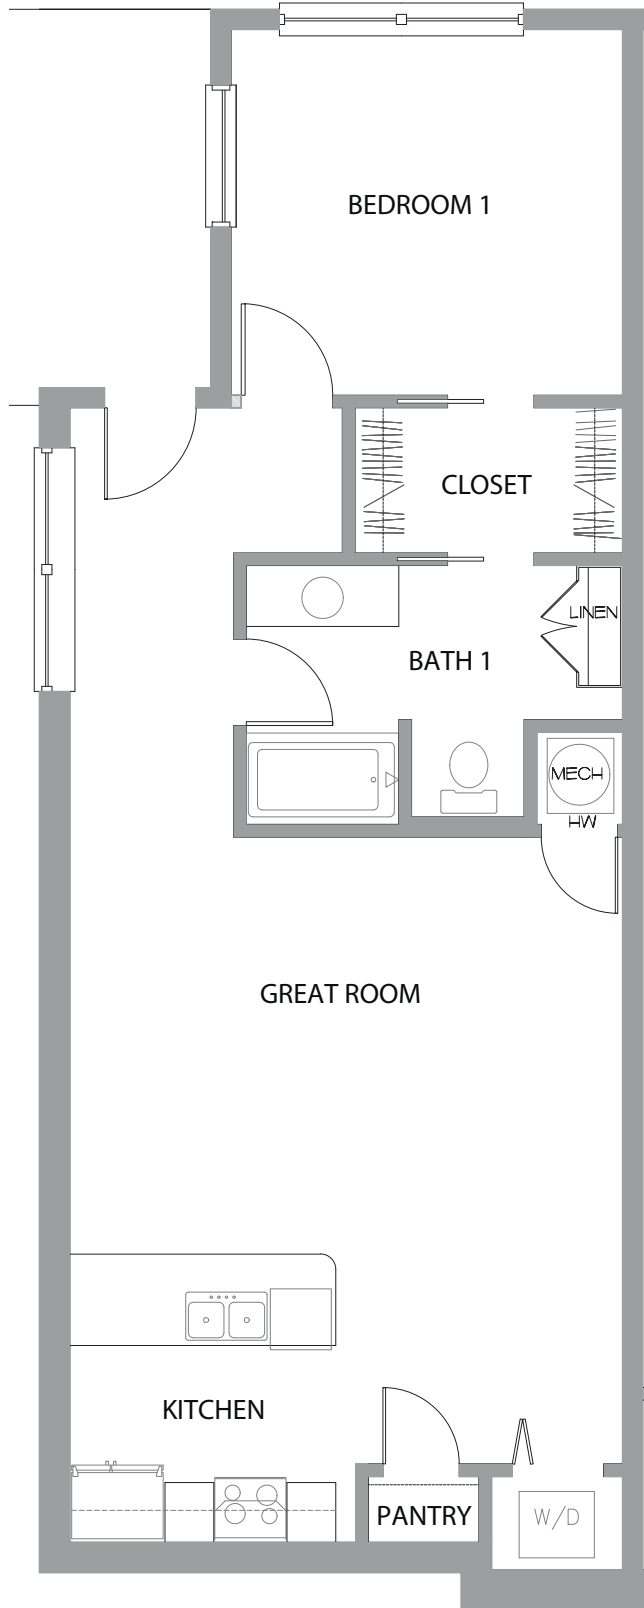 BEDROOM 1
CLOSET
LINEN
BATH 1
MECH
HW
GREAT ROOM
KITCHEN
PANTRY
W/D